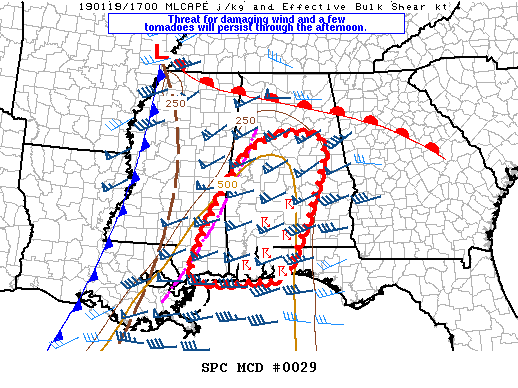 190119/1700 MLCAPE j/kg and Effective Bulk Shear kt
Threat for damaging wind and a few
tornadoes will persist through the afternoon.
L
250
250
500
SPC MCD #0029